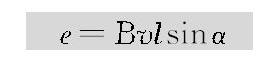 e = Bvl sin α